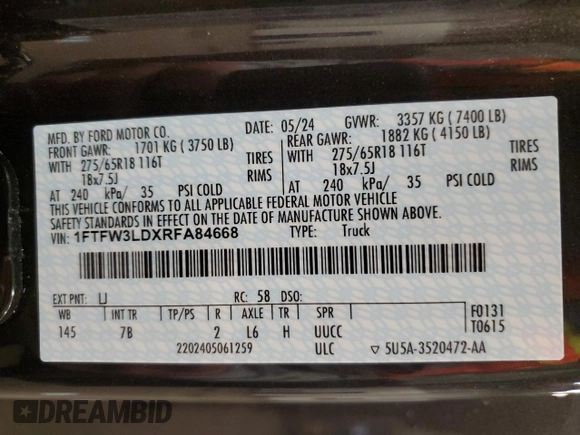 MFD. BY FORD MOTOR CO. DATE: 05/24 GVWR: 3357 KG ( 7400 LB)
FRONT GAWR: 1701 KG ( 3750 LB) REAR GAWR: 1882 KG ( 4150 LB)
WITH 275/65R18 116T TIRES WITH 275/65R18 116T TIRES
18x7.5J RIMS 18x7.5J RIMS
AT 240 kPa/ 35 PSI COLD AT 240 kPa/ 35 PSI COLD
THIS VEHICLE CONFORMS TO ALL APPLICABLE FEDERAL MOTOR VEHICLE
SAFETY STANDARDS IN EFFECT ON THE DATE OF MANUFACTURE SHOWN ABOVE.
VIN: 1FTFW3LDXRFA84668 TYPE: Truck
EXT PNT: RC: 58 DSO:
WB INT TR TP/PS R AXLE TR SPR F0131
145 7B 2 L6 H UUCC T0615
2202405061259 ULC ▽ 5U5A-3520472-AA
DREAMBID